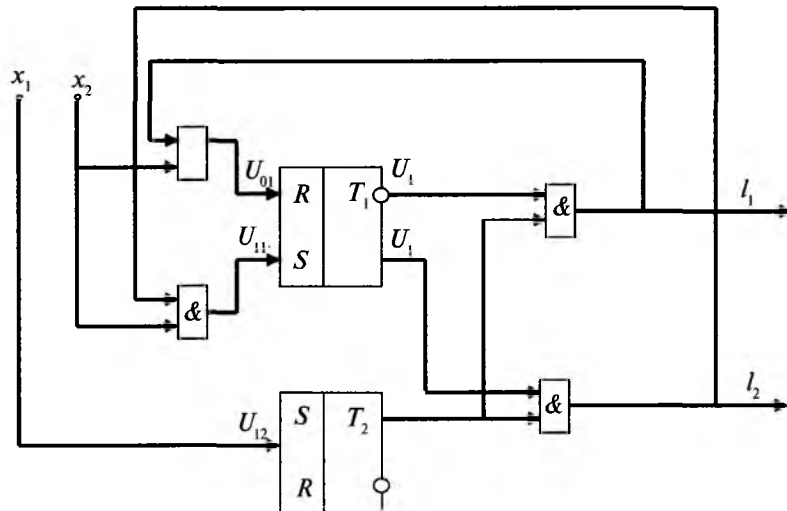 x₁ x₂
U₀₁ R T₁ U₁ & l₁
U₁₁. S U₁
&
S T₂ & l₂
U₁₂
R